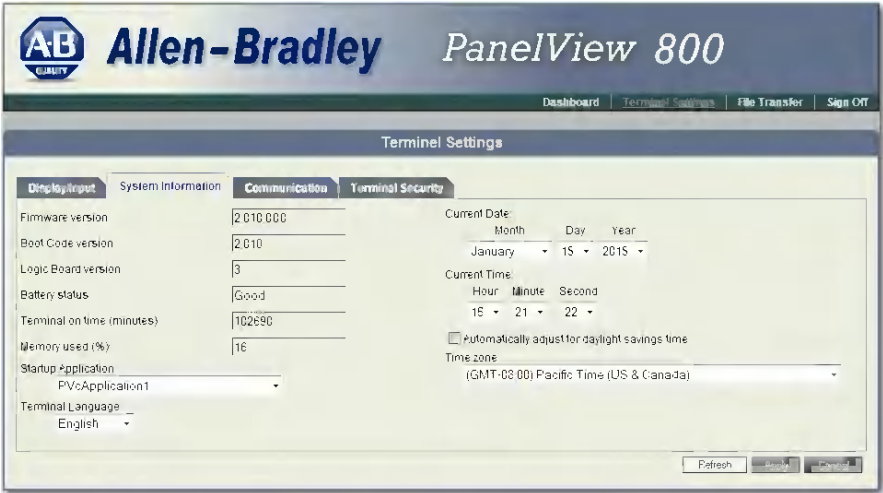 A-B
QUALITY
Allen-Bradley
PanelView 800
Dashboard
Terminal Settings
File Transfer
Sign Off
Terminel Settings
Display/Input
System Information
Communication
Terminal Security
Firmware version
2.010.000
Boot Code version
2.010
Logic Board version
3
Battery status
Good
Terminal on time (minutes)
102690
Memory used (%)
16
Startup Application
PVcApplication1
Terminal Language
English
Current Date:
Month Day Year
January 15 2015
Current Time:
Hour Minute Second
15 21 22
Automatically adjust for daylight savings time
Time zone
(GMT-08:00) Pacific Time (US & Canada)
Refresh
Apply
Cancel